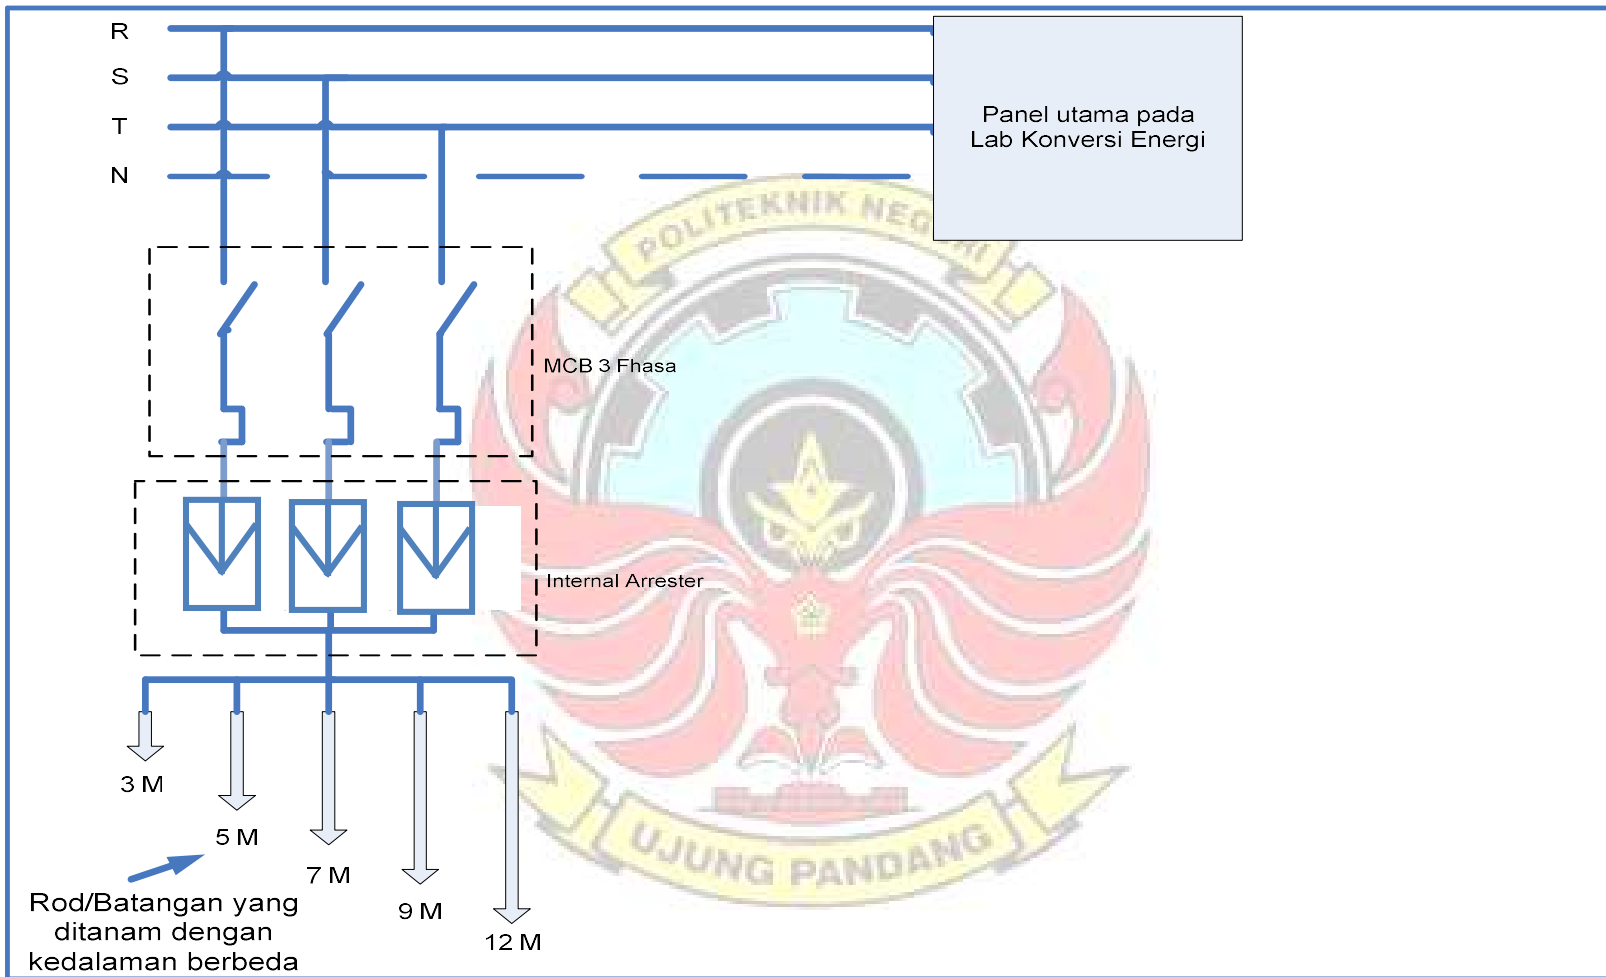 R
S
T
N
Panel utama pada
Lab Konversi Energi
POLITEKNIK NEGERI
MCB 3 Fhasa
Internal Arrester
3 M
5 M
7 M
9 M
12 M
Rod/Batangan yang
ditanam dengan
kedalaman berbeda
UJUNG PANDANG